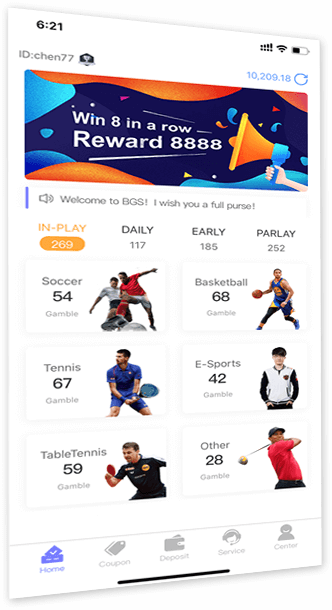 6:21
ID:chen77
10,209.18
Win 8 in a row
Reward 8888
Welcome to BGS! I wish you a full purse!
IN-PLAY DAILY EARLY PARLAY
269 117 185 252
Soccer
54
Gamble
Basketball
68
Gamble
Tennis
67
Gamble
E-Sports
42
Gamble
TableTennis
59
Gamble
Other
28
Gamble
Home Coupon Deposit Service Center